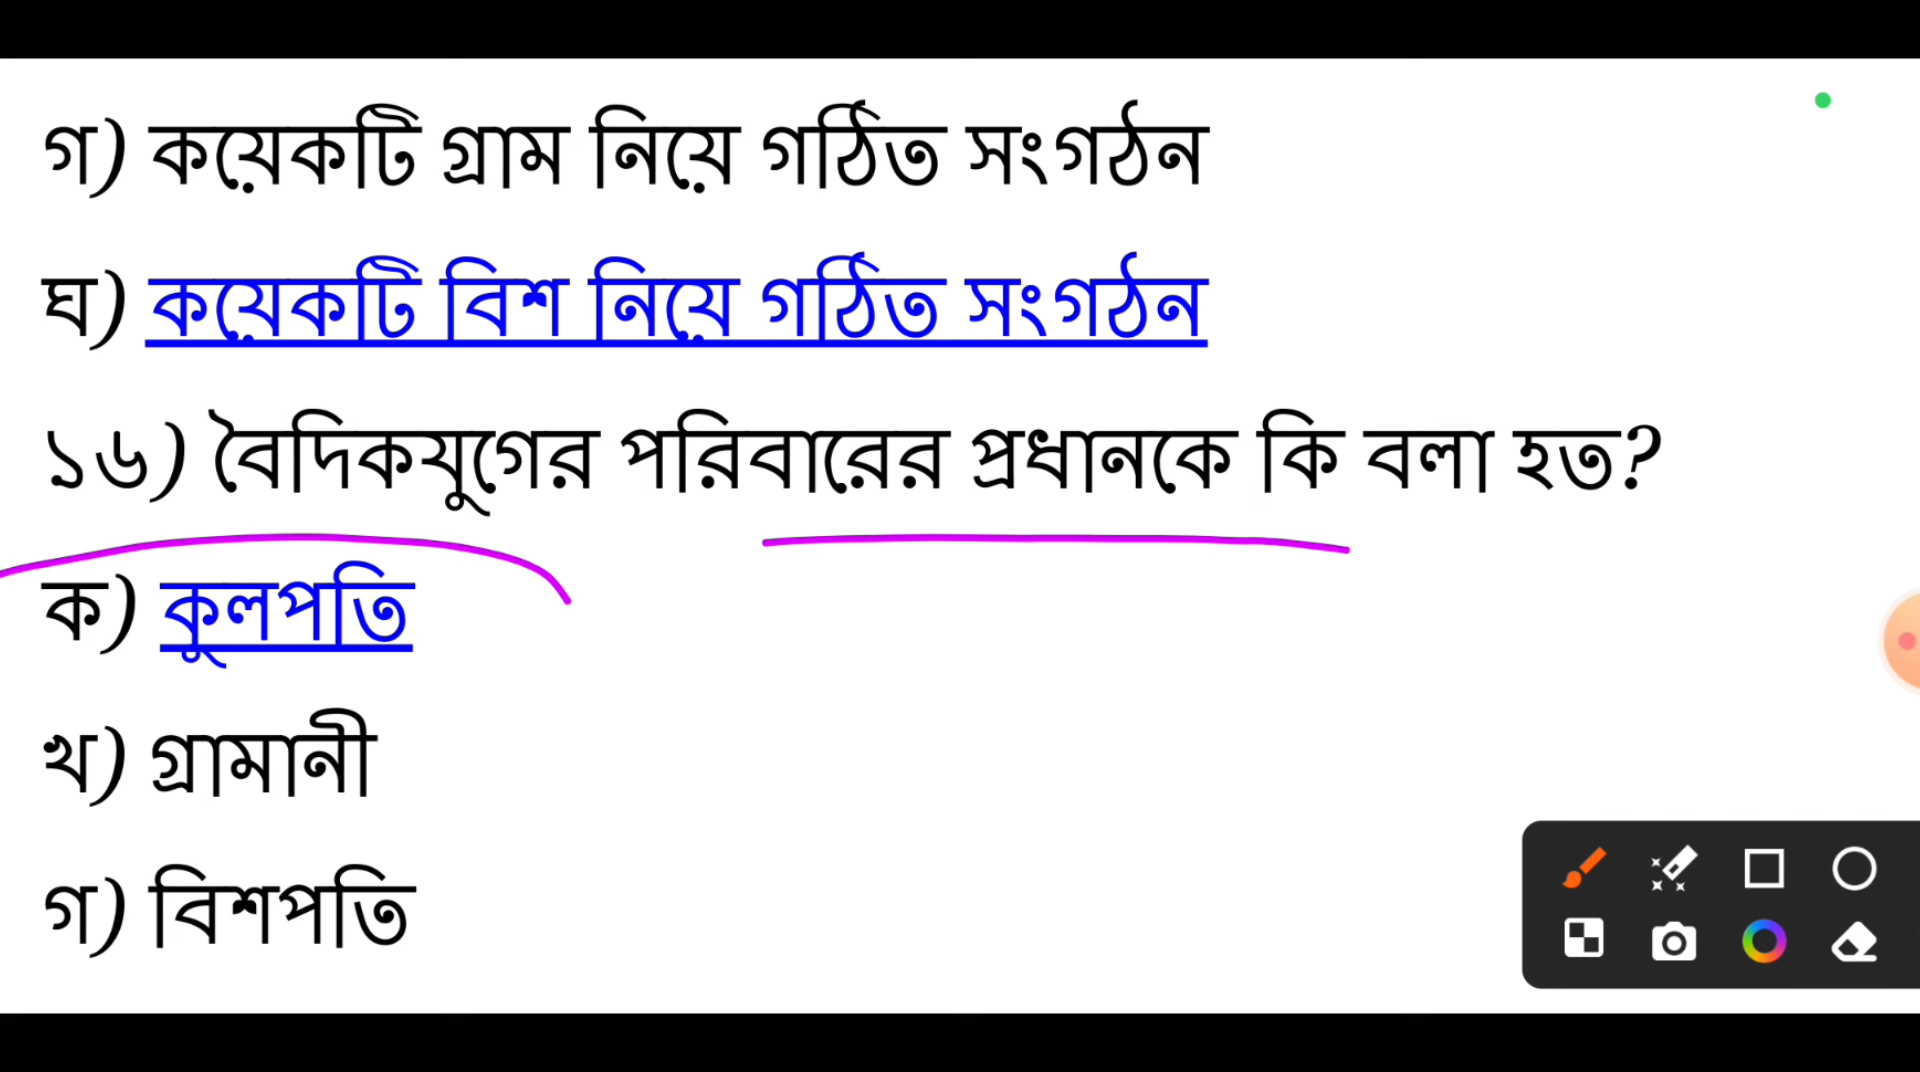 গ) কয়েকটি গ্রাম নিয়ে গঠিত সংগঠন
ঘ) কয়েকটি বিশ নিয়ে গঠিত সংগঠন
১৬) বৈদিকযুগের পরিবারের প্রধানকে কি বলা হত?
ক) কুলপতি
খ) গ্রামানী
গ) বিশপতি